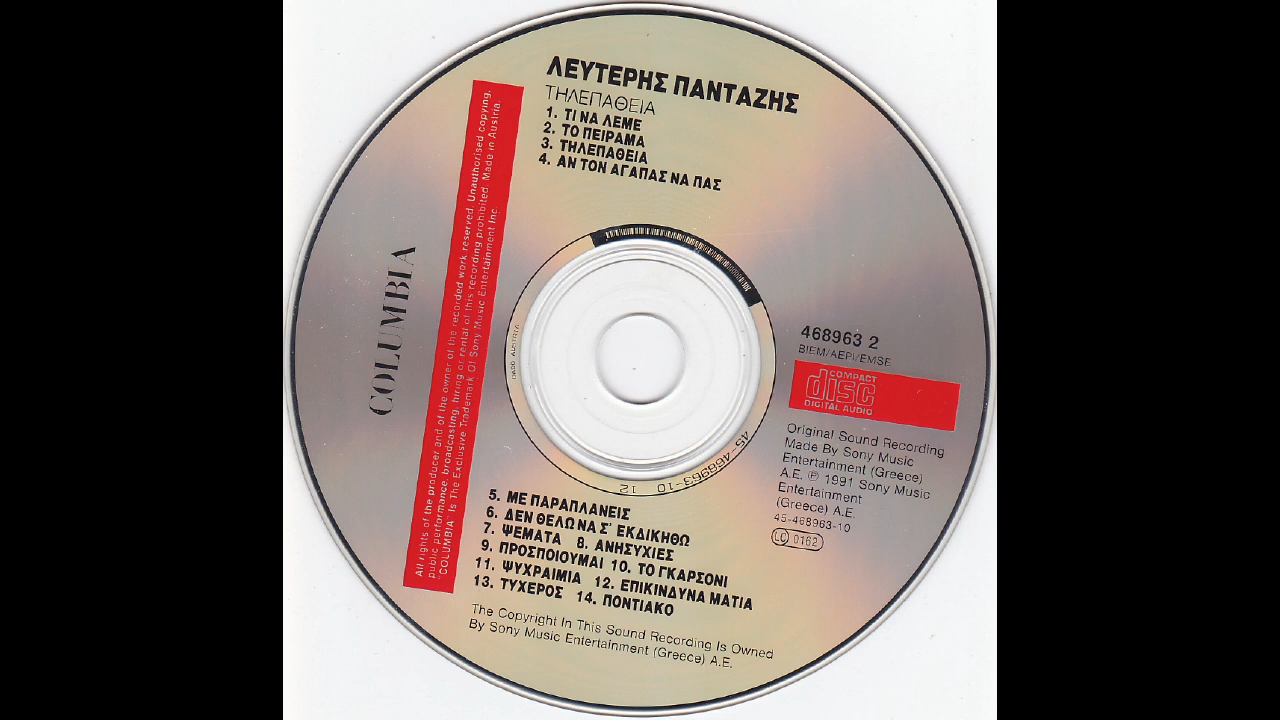 ΛΕΥΤΕΡΗΣ ΠΑΝΤΑΖΗΣ
ΤΗΛΕΠΑΘΕΙΑ
1. ΤΙ ΝΑ ΛΕΜΕ
2. ΤΟ ΠΕΙΡΑΜΑ
3. ΤΗΛΕΠΑΘΕΙΑ
4. ΑΝ ΤΟΝ ΑΓΑΠΑΣ ΝΑ ΠΑΣ
All rights of the producer and of the owner of the recorded work reserved. Unauthorised copying,
public performance, broadcasting, hiring or rental of this recording prohibited. Made in Austria.
"COLUMBIA" Is The Exclusive Trademark Of Sony Music Entertainment Inc.
COLUMBIA
DADC AUSTRIA
468963 2
BIEM/AEPI/EMSE
COMPACT
disc
DIGITAL AUDIO
Original Sound Recording
Made By Sony Music
Entertainment (Greece)
A.E. ℗ 1991 Sony Music
Entertainment
(Greece) A.E.
45-468963-10
LC 0162
45-468963-10 12
5. ΜΕ ΠΑΡΑΠΛΑΝΕΙΣ
6. ΔΕΝ ΘΕΛΩ ΝΑ Σ' ΕΚΔΙΚΗΘΩ
7. ΨΕΜΑΤΑ 8. ΑΝΗΣΥΧΙΕΣ
9. ΠΡΟΣΠΟΙΟΥΜΑΙ 10. ΤΟ ΓΚΑΡΣΟΝΙ
11. ΨΥΧΡΑΙΜΙΑ 12. ΕΠΙΚΙΝΔΥΝΑ ΜΑΤΙΑ
13. ΤΥΧΕΡΟΣ 14. ΠΟΝΤΙΑΚΟ
The Copyright In This Sound Recording Is Owned
By Sony Music Entertainment (Greece) A.E.